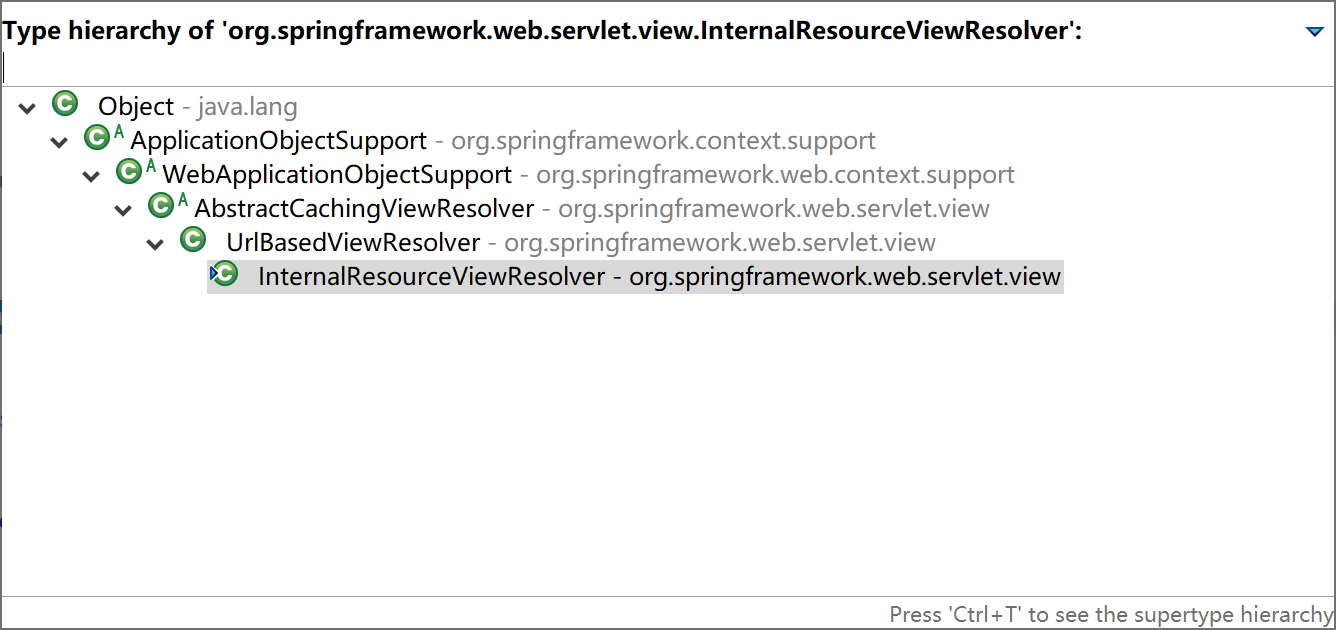 Type hierarchy of 'org.springframework.web.servlet.view.InternalResourceViewResolver':
Object - java.lang
ApplicationObjectSupport - org.springframework.context.support
WebApplicationObjectSupport - org.springframework.web.context.support
AbstractCachingViewResolver - org.springframework.web.servlet.view
UrlBasedViewResolver - org.springframework.web.servlet.view
InternalResourceViewResolver - org.springframework.web.servlet.view
Press 'Ctrl+T' to see the supertype hierarchy